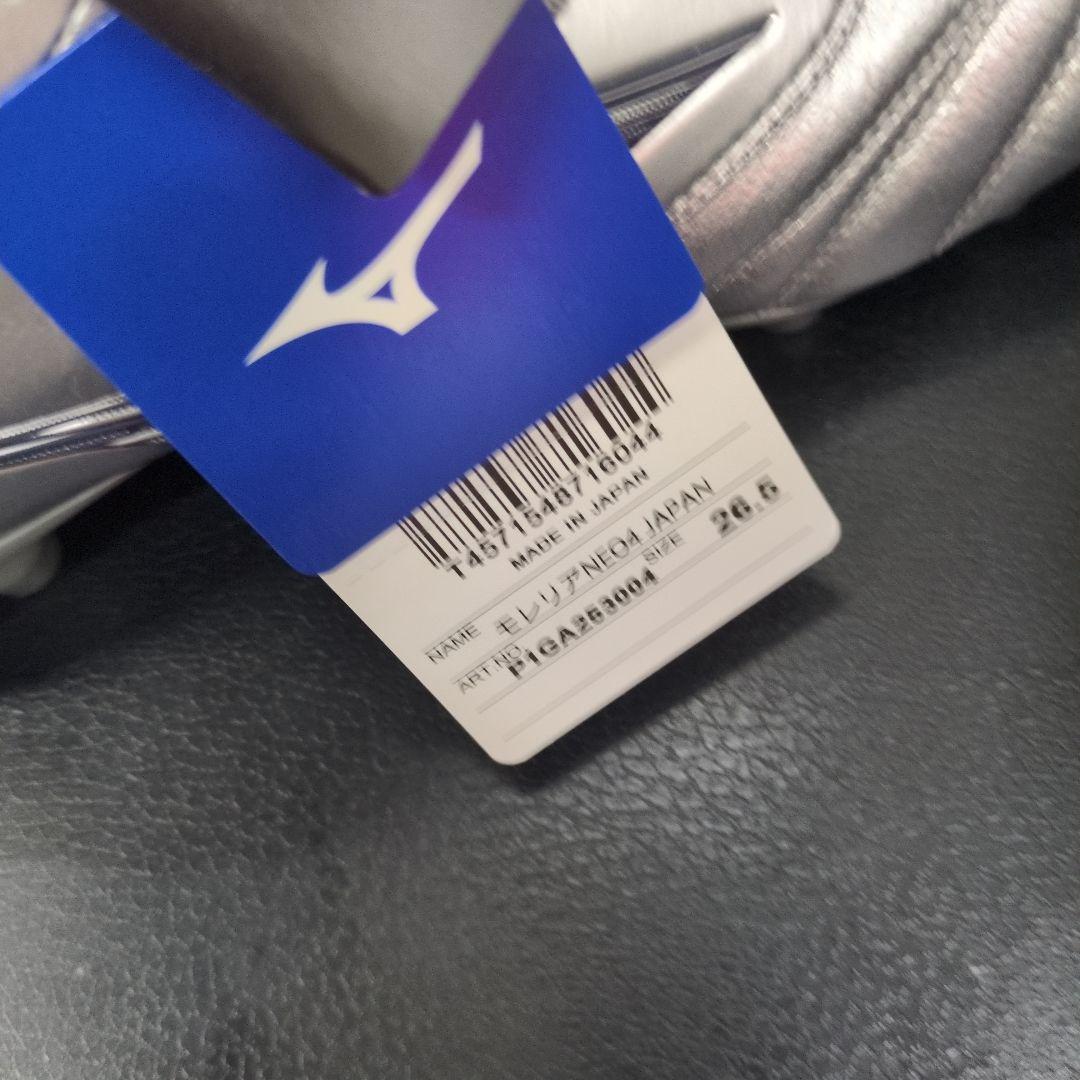 T4571548716044
MADE IN JAPAN
NAME モレリアNEO4 JAPAN
ART.NO. P1GA253004 SIZE 26.5